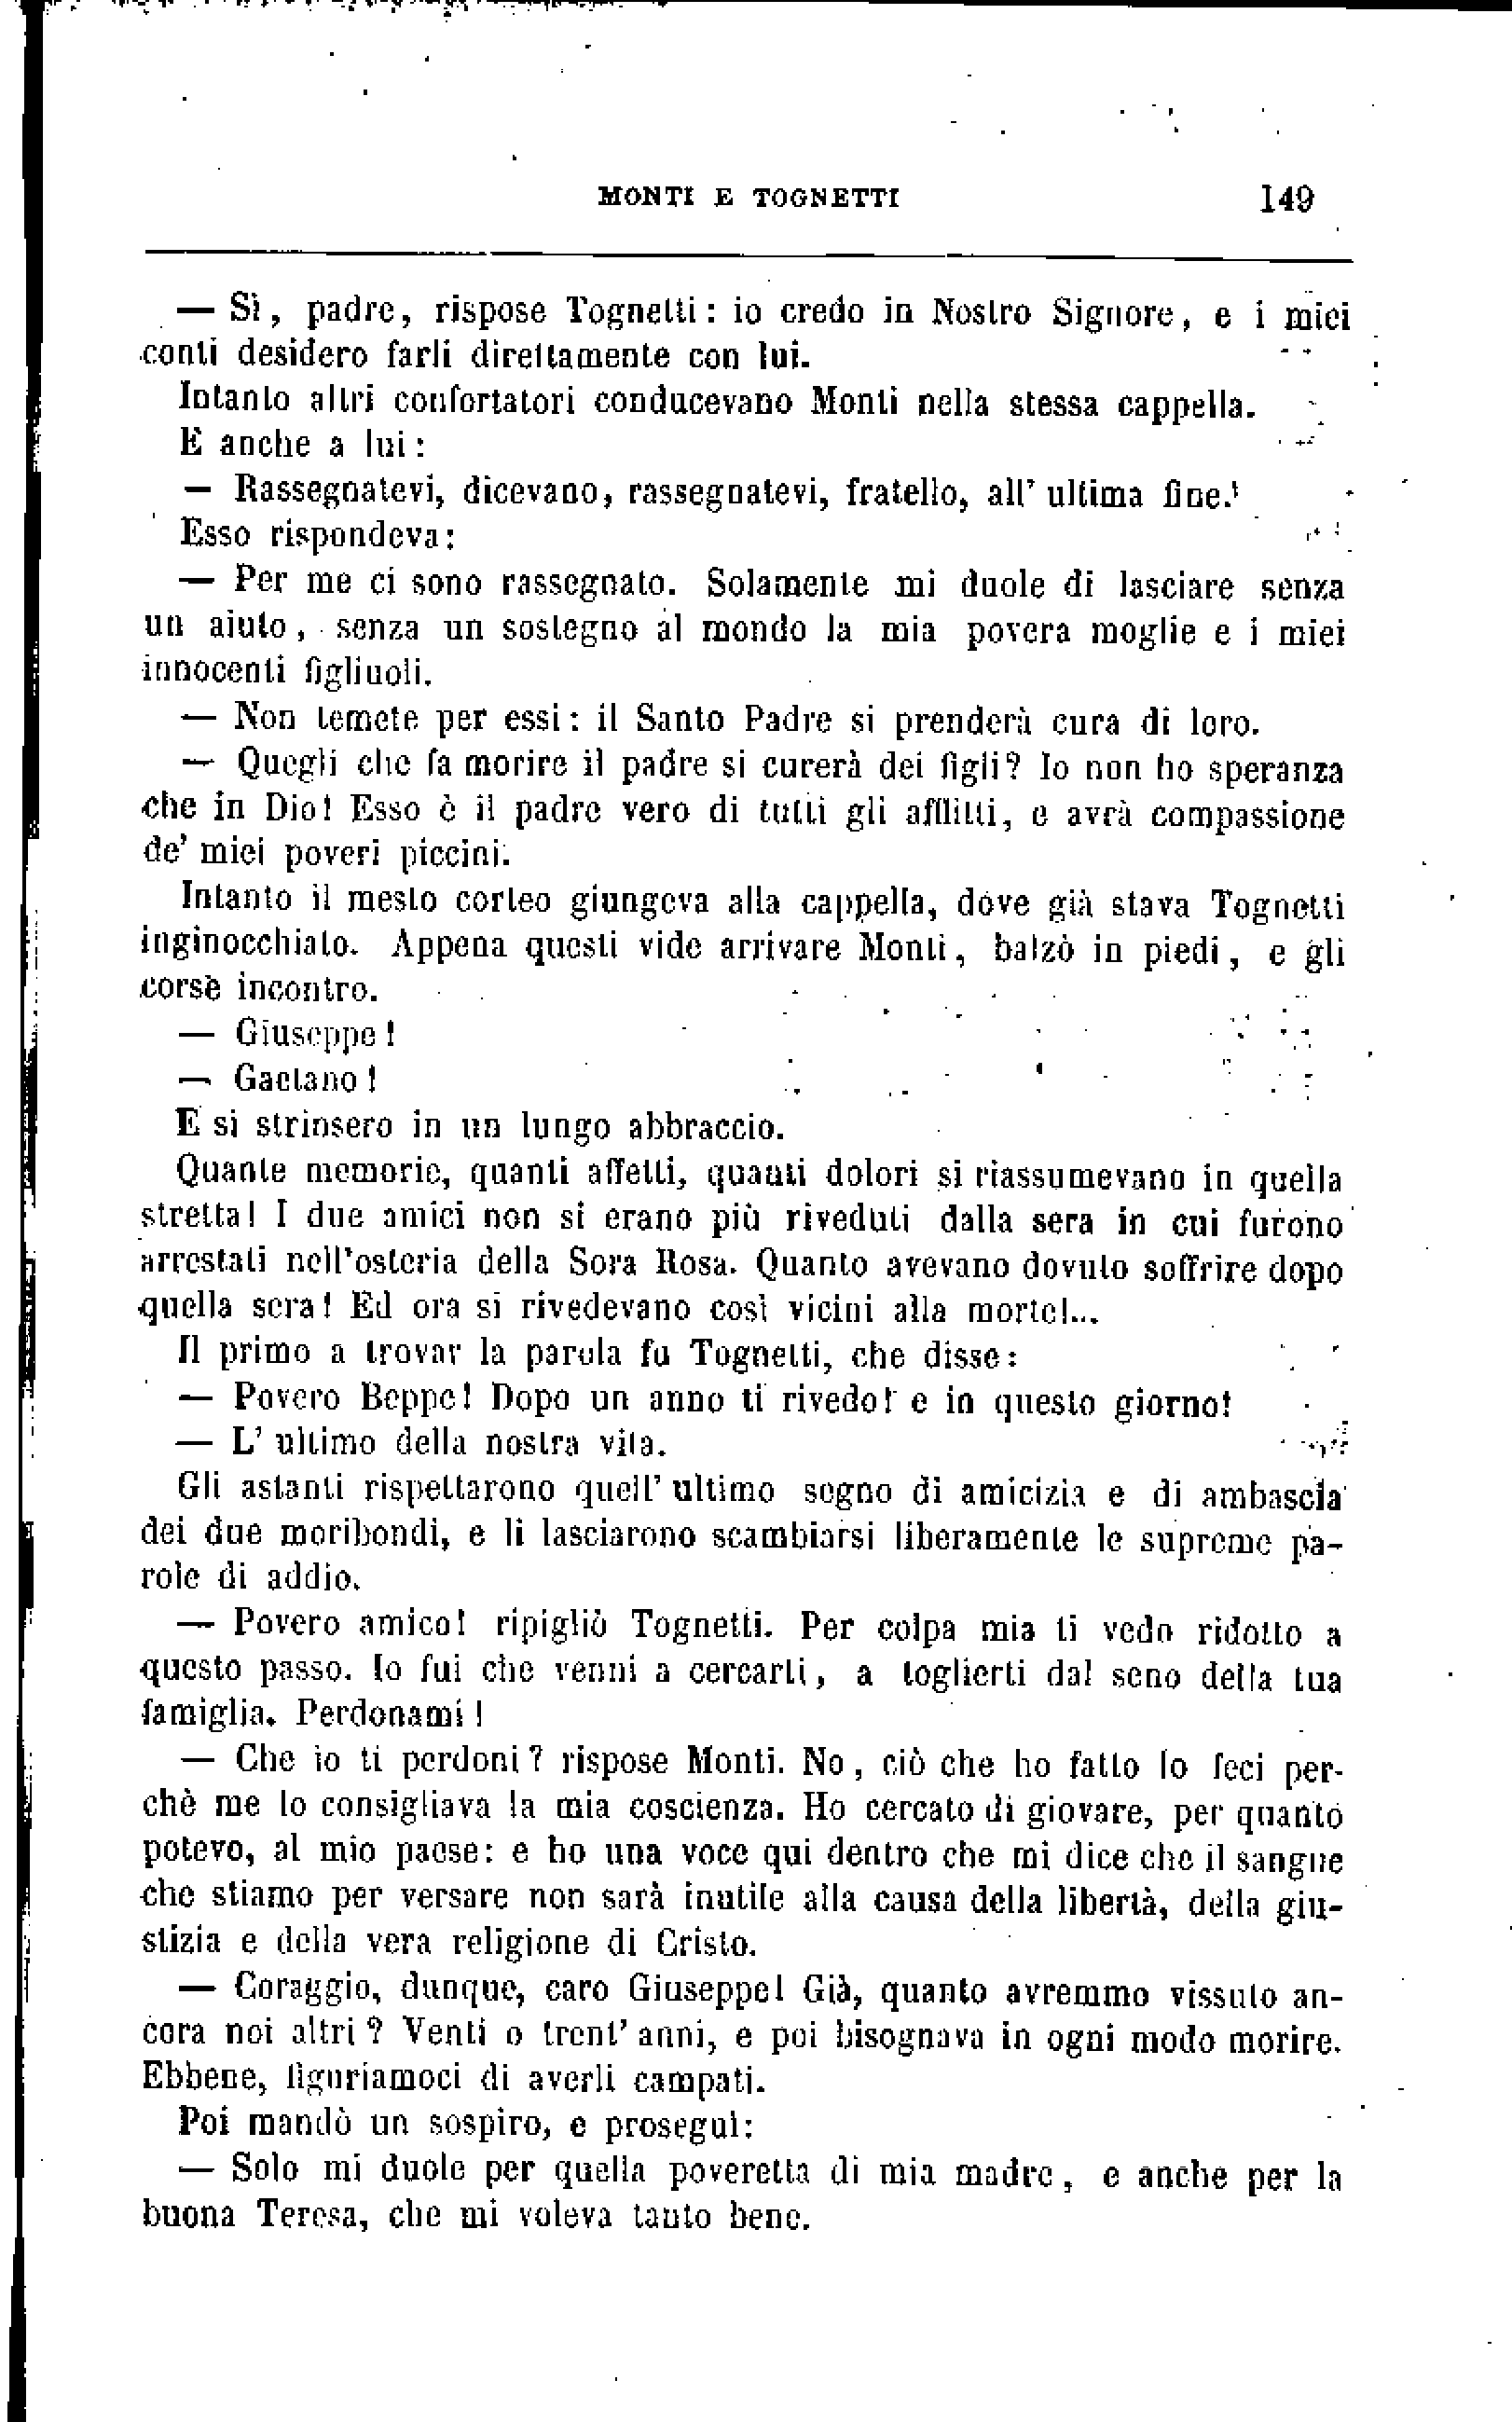 MONTI E TOGNETTI 149
— Sì, padre, rispose Tognetti: io credo in Nostro Signore, e i miei
conti desidero farli direttamente con lui.
Intanto altri confortatori conducevano Monti nella stessa cappella.
E anche a lui:
— Rassegnatevi, dicevano, rassegnatevi, fratello, all' ultima fine.
Esso rispondeva:
— Per me ci sono rassegnato. Solamente mi duole di lasciare senza
un aiuto, senza un sostegno al mondo la mia povera moglie e i miei
innocenti figliuoli.
— Non temete per essi: il Santo Padre si prenderà cura di loro.
— Quegli che fa morire il padre si curerà dei figli? Io non ho speranza
che in Dio! Esso è il padre vero di tutti gli afflitti, e avrà compassione
de' miei poveri piccini.
Intanto il mesto corteo giungeva alla cappella, dove già stava Tognetti
inginocchiato. Appena questi vide arrivare Monti, balzò in piedi, e gli
corse incontro.
— Giuseppe!
— Gaetano!
E si strinsero in un lungo abbraccio.
Quante memorie, quanti affetti, quanti dolori si riassumevano in quella
stretta! I due amici non si erano più riveduti dalla sera in cui furono
arrestati nell'osteria della Sora Rosa. Quanto avevano dovuto soffrire dopo
quella sera! Ed ora si rivedevano così vicini alla morte!...
Il primo a trovar la parola fu Tognetti, che disse:
— Povero Beppe! Dopo un anno ti rivedo! e in questo giorno!
— L' ultimo della nostra vita.
Gli astanti rispettarono quell' ultimo segno di amicizia e di ambascia
dei due moribondi, e li lasciarono scambiarsi liberamente le supreme pa-
role di addio.
— Povero amico! ripigliò Tognetti. Per colpa mia ti vedo ridotto a
questo passo. Io fui che venni a cercarti, a toglierti dal seno della tua
famiglia. Perdonami!
— Che io ti perdoni? rispose Monti. No, ciò che ho fatto lo feci per-
chè me lo consigliava la mia coscienza. Ho cercato di giovare, per quanto
potevo, al mio paese: e ho una voce qui dentro che mi dice che il sangue
che stiamo per versare non sarà inutile alla causa della libertà, della giu-
stizia e della vera religione di Cristo.
— Coraggio, dunque, caro Giuseppe! Già, quanto avremmo vissuto an-
cora noi altri? Venti o trent' anni, e poi bisognava in ogni modo morire.
Ebbene, figuriamoci di averli campati.
Poi mandò un sospiro, e proseguì:
— Solo mi duole per quella poveretta di mia madre, e anche per la
buona Teresa, che mi voleva tanto bene.